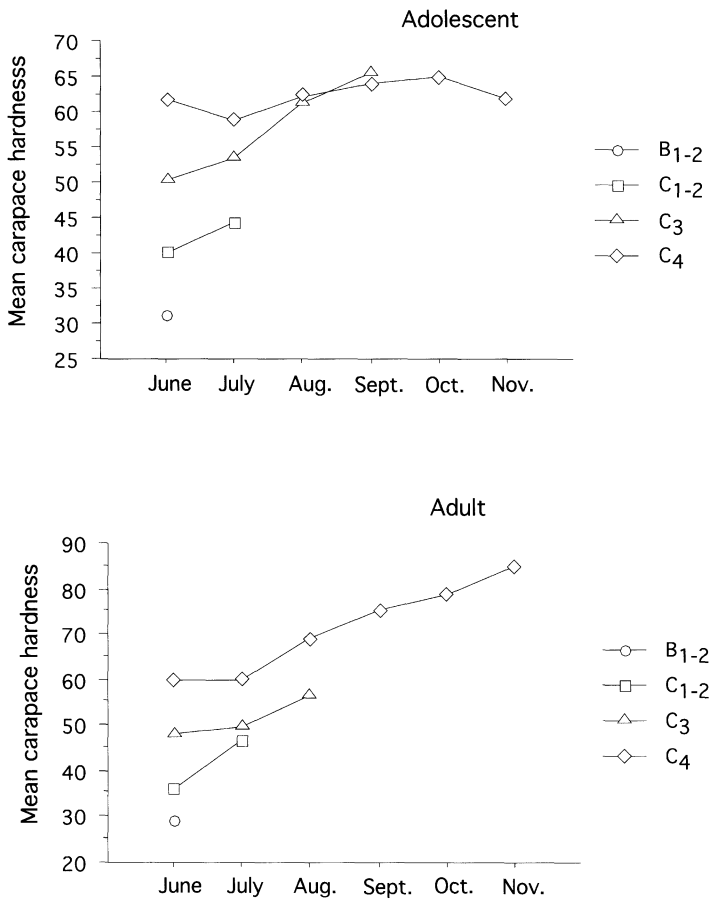 Adolescent
Mean carapace hardnesss
70
65
60
55
50
45
40
35
30
25
June July Aug. Sept. Oct. Nov.
B1-2
C1-2
C3
C4
Adult
Mean carapace hardness
90
80
70
60
50
40
30
20
June July Aug. Sept. Oct. Nov.
B1-2
C1-2
C3
C4